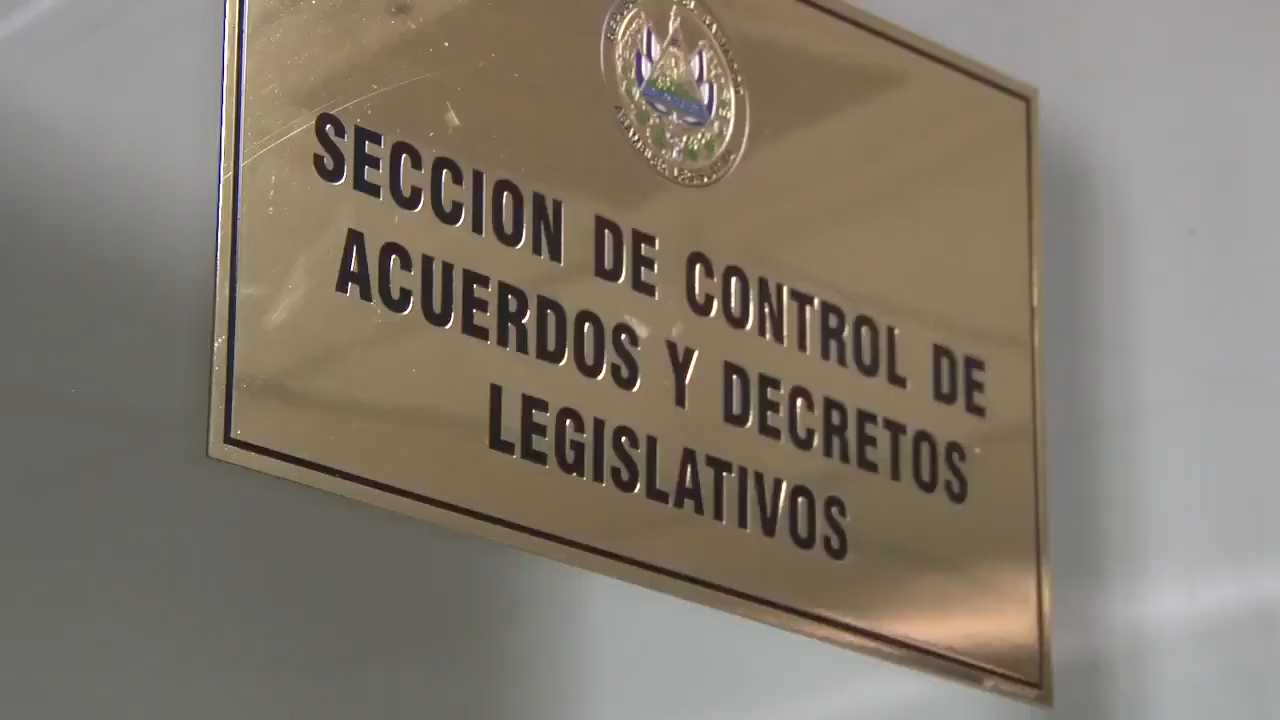 SECCION DE CONTROL DE
ACUERDOS Y DECRETOS
LEGISLATIVOS